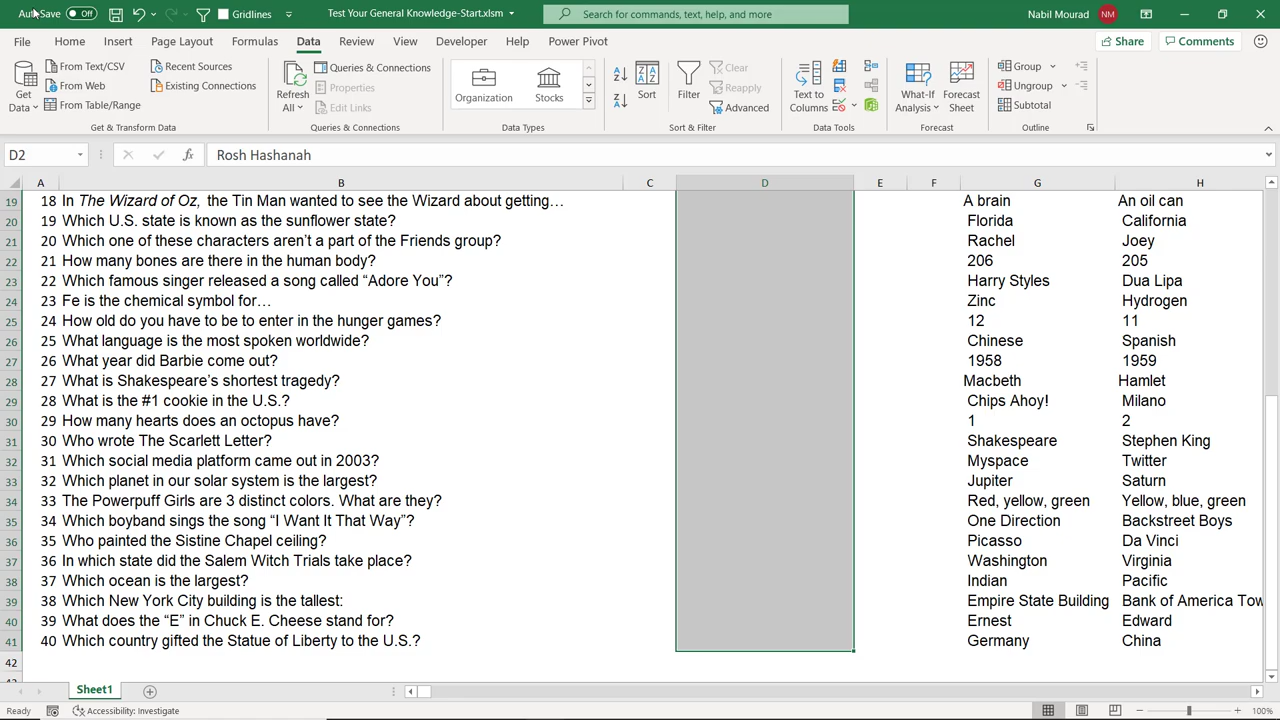 AutoSave Off Gridlines Test Your General Knowledge-Start.xlsm Search for commands, text, help, and more Nabil Mourad NM
File Home Insert Page Layout Formulas Data Review View Developer Help Power Pivot Share Comments
Get Data From Text/CSV From Web From Table/Range Recent Sources Existing Connections
Refresh All Queries & Connections Properties Edit Links
Organization Stocks
A Z Z A Sort Filter Clear Reapply Advanced
Text to Columns
What-If Analysis Forecast Sheet
Group Ungroup Subtotal
Get & Transform Data Queries & Connections Data Types Sort & Filter Data Tools Forecast Outline
D2 fx Rosh Hashanah
A B C D E F G H
19 18 In The Wizard of Oz, the Tin Man wanted to see the Wizard about getting… A brain An oil can
20 19 Which U.S. state is known as the sunflower state? Florida California
21 20 Which one of these characters aren’t a part of the Friends group? Rachel Joey
22 21 How many bones are there in the human body? 206 205
23 22 Which famous singer released a song called “Adore You”? Harry Styles Dua Lipa
24 23 Fe is the chemical symbol for… Zinc Hydrogen
25 24 How old do you have to be to enter in the hunger games? 12 11
26 25 What language is the most spoken worldwide? Chinese Spanish
27 26 What year did Barbie come out? 1958 1959
28 27 What is Shakespeare’s shortest tragedy? Macbeth Hamlet
29 28 What is the #1 cookie in the U.S.? Chips Ahoy! Milano
30 29 How many hearts does an octopus have? 1 2
31 30 Who wrote The Scarlett Letter? Shakespeare Stephen King
32 31 Which social media platform came out in 2003? Myspace Twitter
33 32 Which planet in our solar system is the largest? Jupiter Saturn
34 33 The Powerpuff Girls are 3 distinct colors. What are they? Red, yellow, green Yellow, blue, green
35 34 Which boyband sings the song “I Want It That Way”? One Direction Backstreet Boys
36 35 Who painted the Sistine Chapel ceiling? Picasso Da Vinci
37 36 In which state did the Salem Witch Trials take place? Washington Virginia
38 37 Which ocean is the largest? Indian Pacific
39 38 Which New York City building is the tallest: Empire State Building Bank of America Tow
40 39 What does the “E” in Chuck E. Cheese stand for? Ernest Edward
41 40 Which country gifted the Statue of Liberty to the U.S.? Germany China
42
Sheet1
Ready Accessibility: Investigate 100%